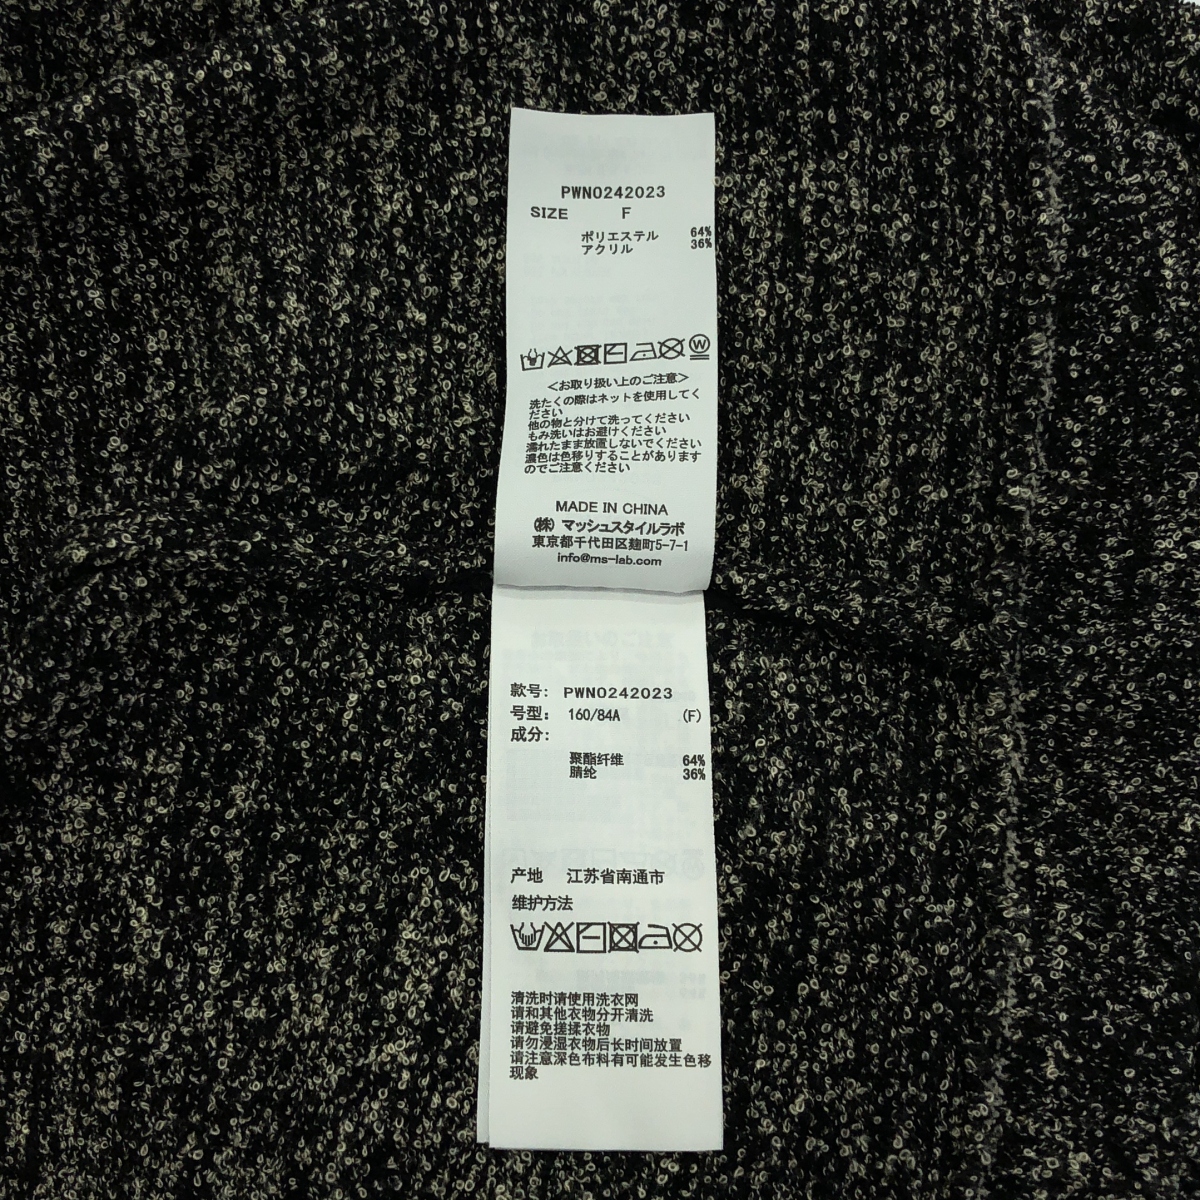 PWNO242023
SIZE F
ポリエステル 64%
アクリル 36%
W
＜お取り扱い上のご注意＞
洗たくの際はネットを使用してく
ださい
他の物と分けて洗ってください
もみ洗いはお避けください
濡れたまま放置しないでください
濃色は色移りすることがあります
のでご注意ください
MADE IN CHINA
㈱ マッシュスタイルラボ
東京都千代田区麹町5-7-1
info@ms-lab.com
款号: PWNO242023
号型: 160/84A (F)
成分:
聚酯纤维 64%
腈纶 36%
产地 江苏省南通市
维护方法
清洗时请使用洗衣网
请和其他衣物分开清洗
请避免搓揉衣物
请勿浸湿衣物后长时间放置
请注意深色布料有可能发生色移
现象